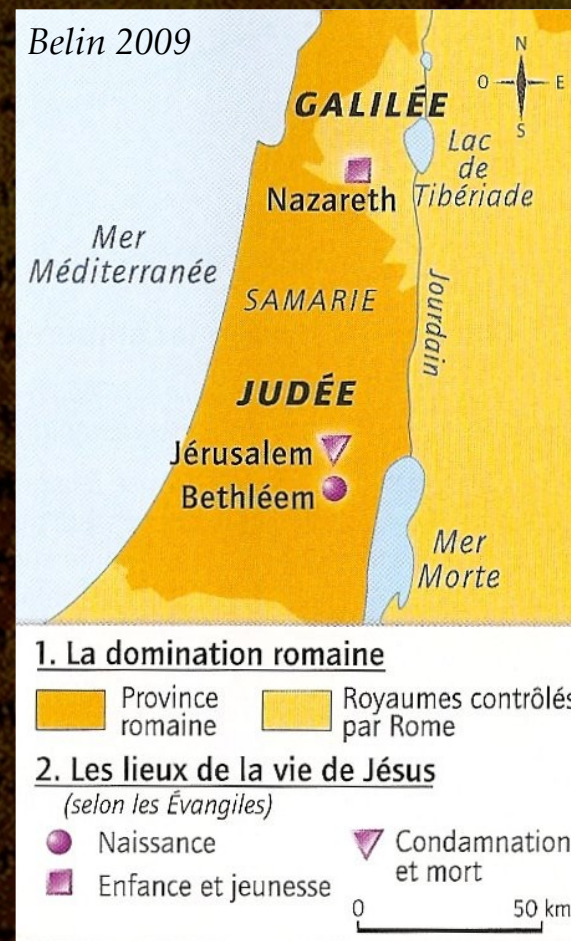 Belin 2009
N
O
E
S
GALILÉE
Lac
de
Tibériade
Nazareth
Mer
Méditerranée
SAMARIE
Jourdain
JUDÉE
Jérusalem
Bethléem
Mer
Morte
1. La domination romaine
Province
romaine
Royaumes contrôlés
par Rome
2. Les lieux de la vie de Jésus
(selon les Évangiles)
Naissance
Enfance et jeunesse
Condamnation
et mort
0
50 km